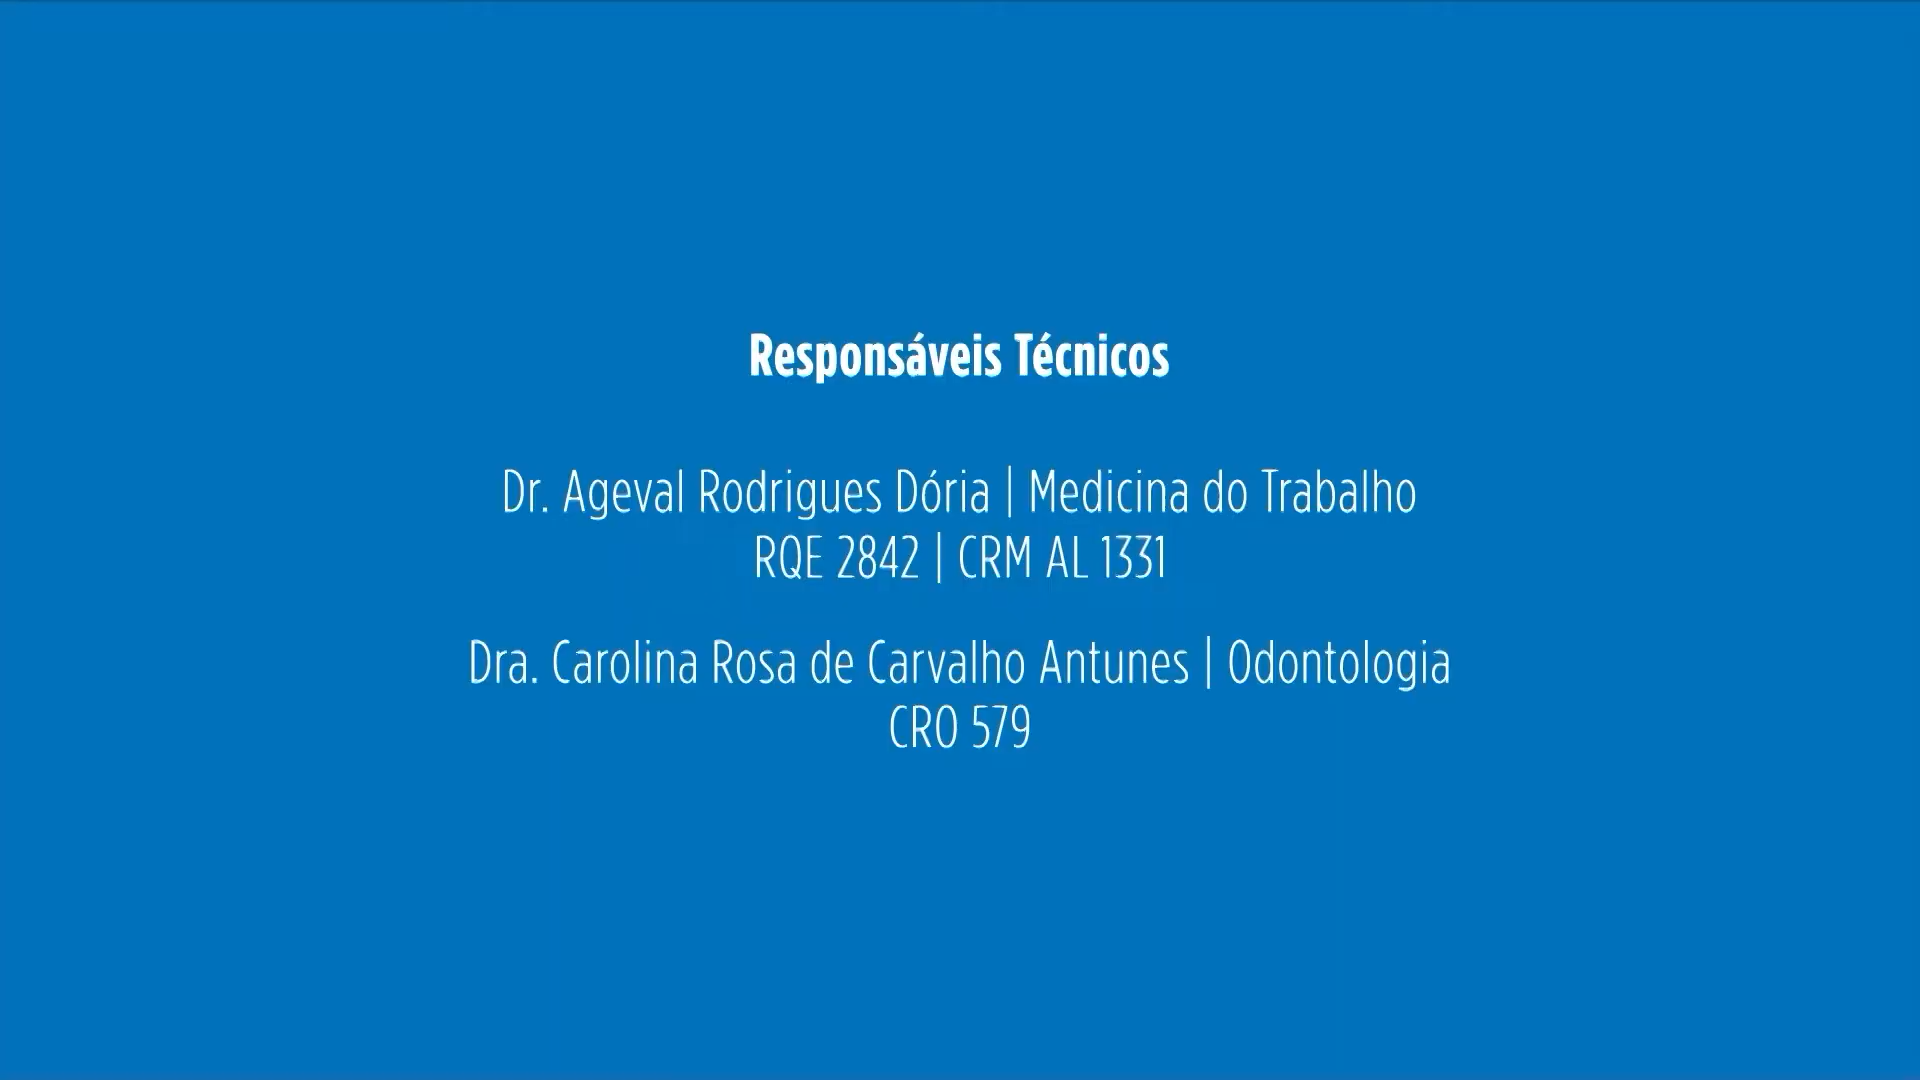 Responsáveis Técnicos
Dr. Ageval Rodrigues Dória | Medicina do Trabalho
RQE 2842 | CRM AL 1331
Dra. Carolina Rosa de Carvalho Antunes | Odontologia
CRO 579